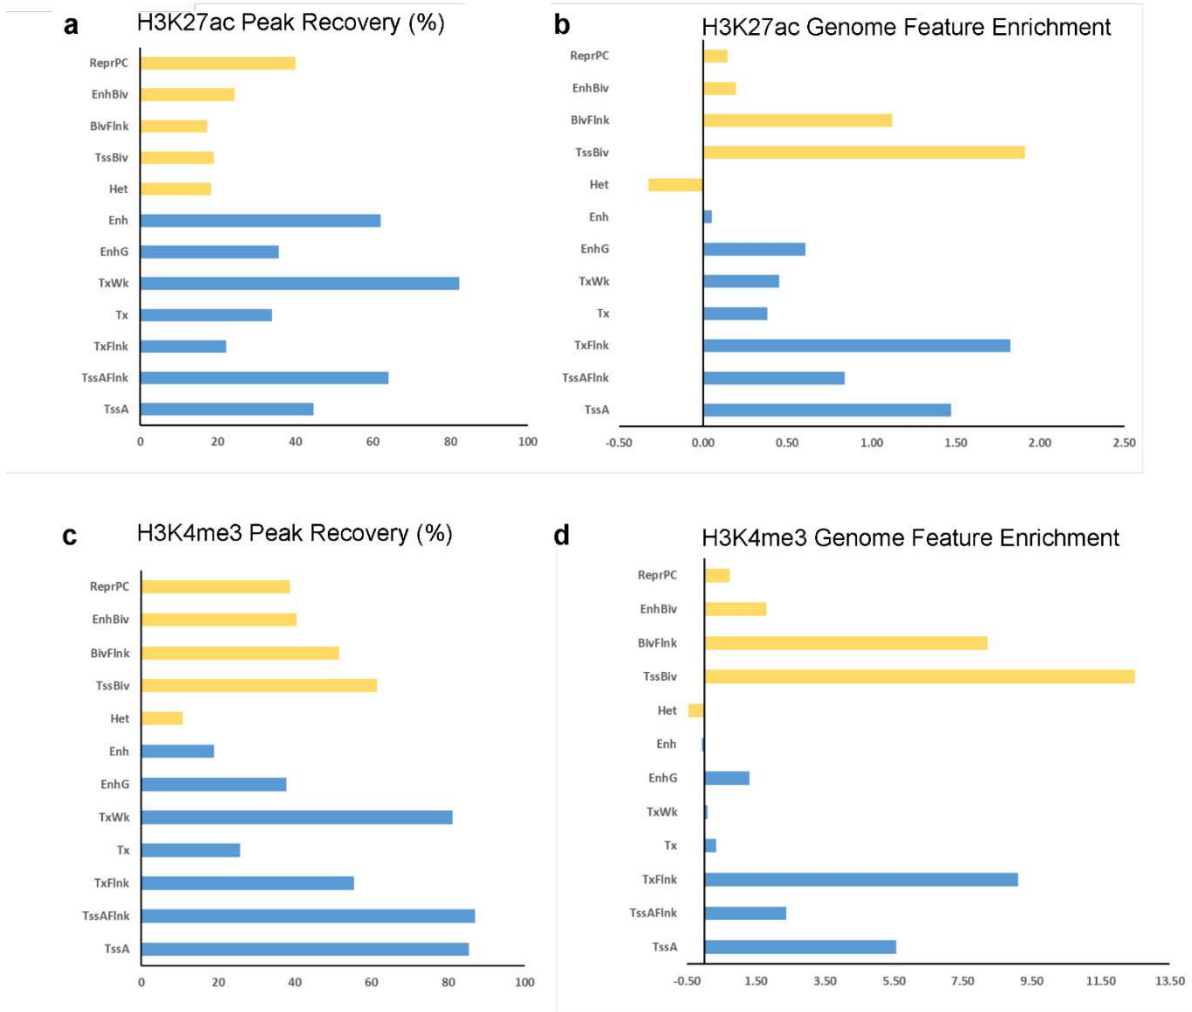 a H3K27ac Peak Recovery (%)
ReprPC
EnhBiv
BivFlnk
TssBiv
Het
Enh
EnhG
TxWk
Tx
TxFlnk
TssAFlnk
TssA
0 20 40 60 80 100
b H3K27ac Genome Feature Enrichment
ReprPC
EnhBiv
BivFlnk
TssBiv
Het
Enh
EnhG
TxWk
Tx
TxFlnk
TssAFlnk
TssA
-0.50 0.00 0.50 1.00 1.50 2.00 2.50
c H3K4me3 Peak Recovery (%)
ReprPC
EnhBiv
BivFlnk
TssBiv
Het
Enh
EnhG
TxWk
Tx
TxFlnk
TssAFlnk
TssA
0 20 40 60 80 100
d H3K4me3 Genome Feature Enrichment
ReprPC
EnhBiv
BivFlnk
TssBiv
Het
Enh
EnhG
TxWk
Tx
TxFlnk
TssAFlnk
TssA
-0.50 1.50 3.50 5.50 7.50 9.50 11.50 13.50